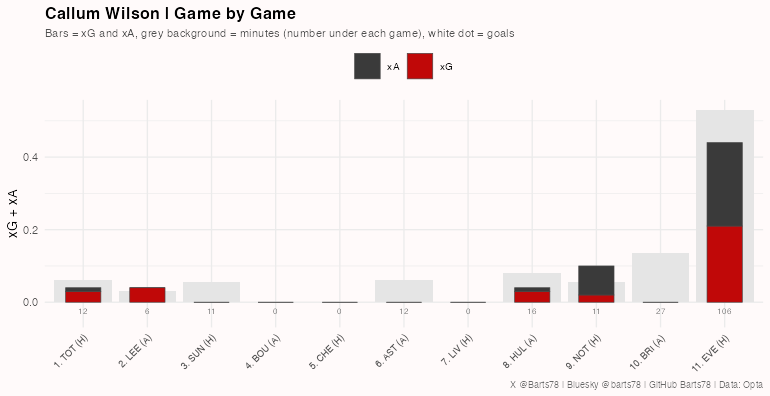 Callum Wilson | Game by Game
Bars = xG and xA, grey background = minutes (number under each game), white dot = goals
xA xG
xG + xA
0.4
0.2
0.0
12 6 11 0 0 12 0 16 11 27 106
1. TOT (H) 2. LEE (A) 3. SUN (H) 4. BOU (A) 5. CHE (H) 6. AST (A) 7. LIV (H) 8. HUL (A) 9. NOT (H) 10. BRI (A) 11. EVE (H)
X @Barts78 | Bluesky @barts78 | GitHub Barts78 | Data: Opta